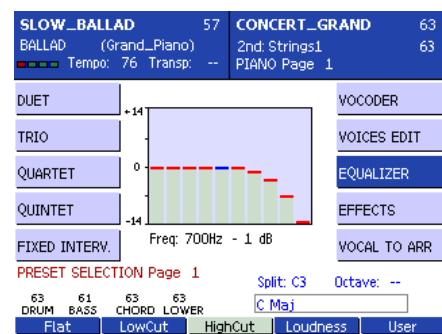 SLOW_BALLAD 57 CONCERT_GRAND 63
BALLAD (Grand_Piano) 2nd: Strings1 63
Tempo: 76 Transp: -- PIANO Page 1
DUET
TRIO
QUARTET
QUINTET
FIXED INTERV.
+14
0
-14
Freq: 700Hz - 1 dB
VOCODER
VOICES EDIT
EQUALIZER
EFFECTS
VOCAL TO ARR
PRESET SELECTION Page 1
Split: C3 Octave: --
63 61 63 63
DRUM BASS CHORD LOWER
C Maj
Flat LowCut HighCut Loudness User